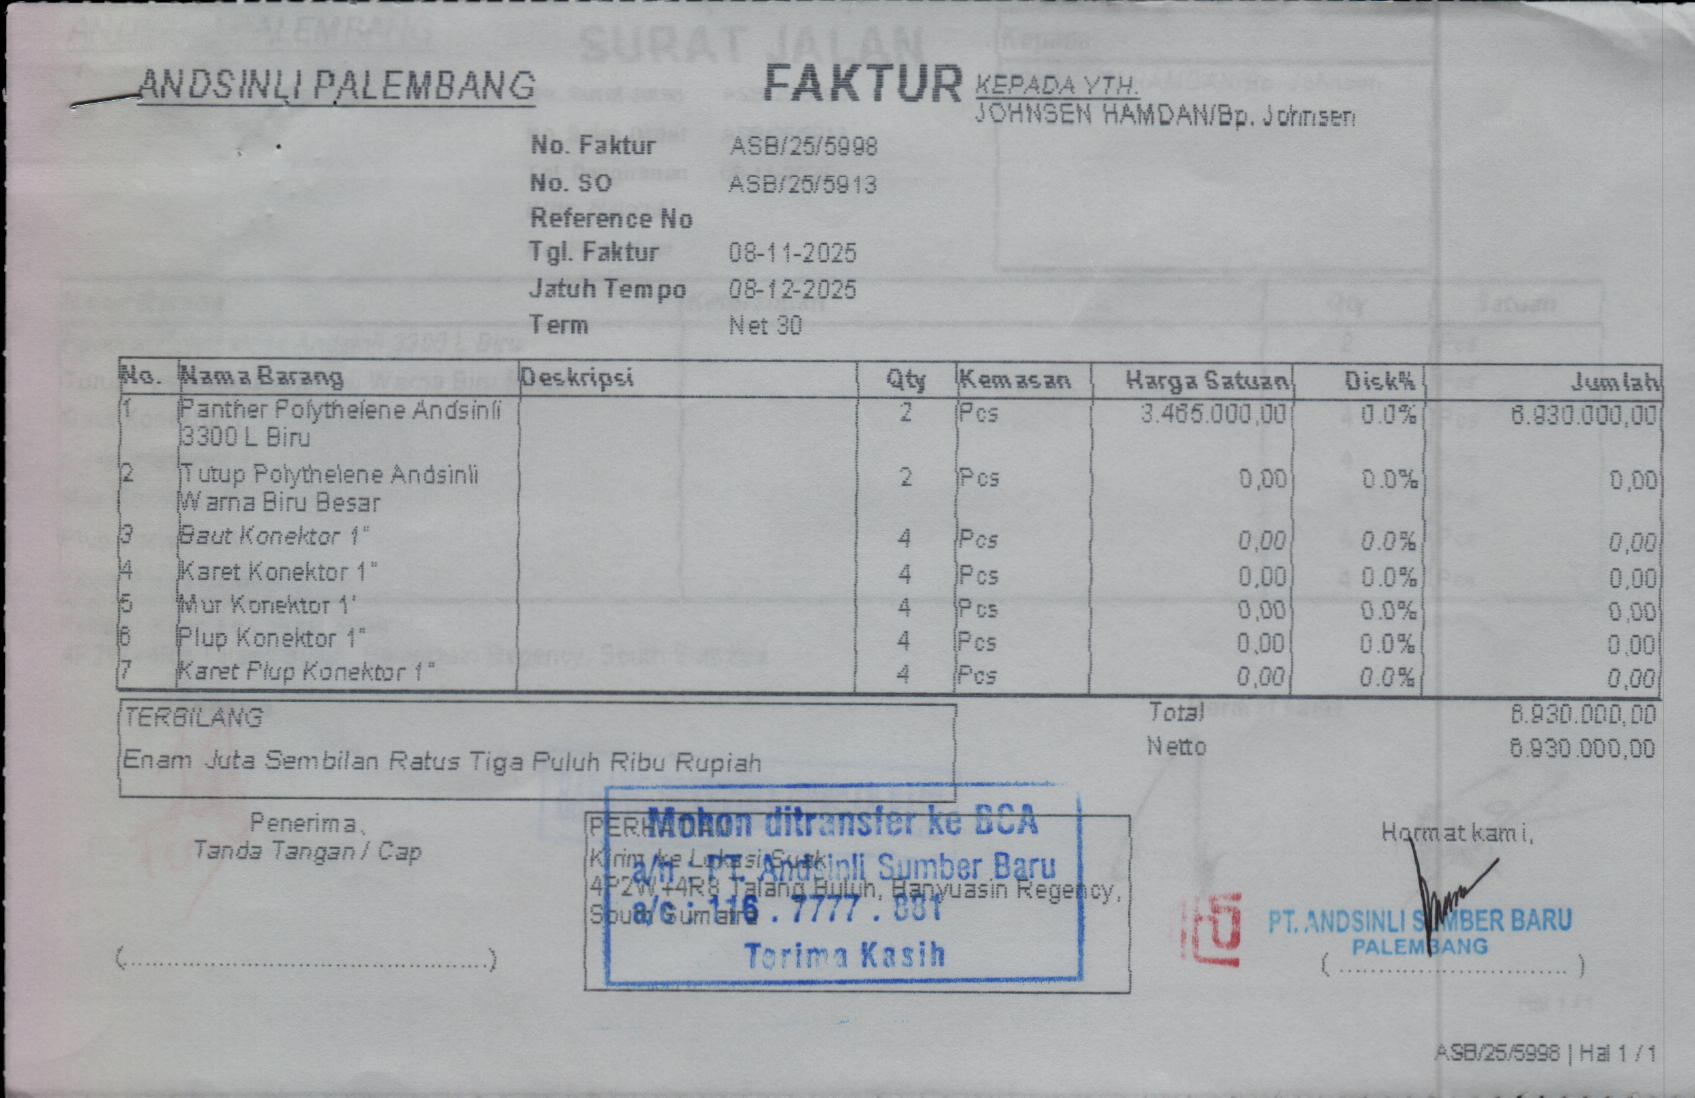 ANDSINLI PALEMBANG
FAKTUR
KEPADA YTH.
JOHNSEN HAMDAN/Bp. Johnsen
No. Faktur ASB/25/5998
No. SO ASB/25/5913
Reference No
Tgl. Faktur 08-11-2025
Jatuh Tempo 08-12-2025
Term Net 30
No. Nama Barang Deskripsi Qty Kemasan Harga Satuan Disk% Jumlah
1 Panther Polythelene Andsinli 2 Pcs 3.465.000,00 0.0% 6.930.000,00
3300 L Biru
2 Tutup Polythelene Andsinli 2 Pcs 0,00 0.0% 0,00
Warna Biru Besar
3 Baut Konektor 1" 4 Pcs 0,00 0.0% 0,00
4 Karet Konektor 1" 4 Pcs 0,00 0.0% 0,00
5 Mur Konektor 1' 4 Pcs 0,00 0.0% 0,00
6 Plup Konektor 1" 4 Pcs 0,00 0.0% 0,00
7 Karet Plup Konektor 1" 4 Pcs 0,00 0.0% 0,00
TERBILANG
Enam Juta Sembilan Ratus Tiga Puluh Ribu Rupiah
Total 6.930.000,00
Netto 6.930.000,00
Penerima,
Tanda Tangan / Cap
(............................................)
Kirim ke Lokasi Suak
4P2W+4R8 Talang Buluh, Banyuasin Regency,
South Sumatra
Mohon ditransfer ke BCA
a/n : PT. Andsinli Sumber Baru
a/c : 116 . 7777 . 881
Terima Kasih
Hormat kami,
PT. ANDSINLI SUMBER BARU
PALEMBANG
( ........................... )
ASB/25/5998 | Hal 1 / 1